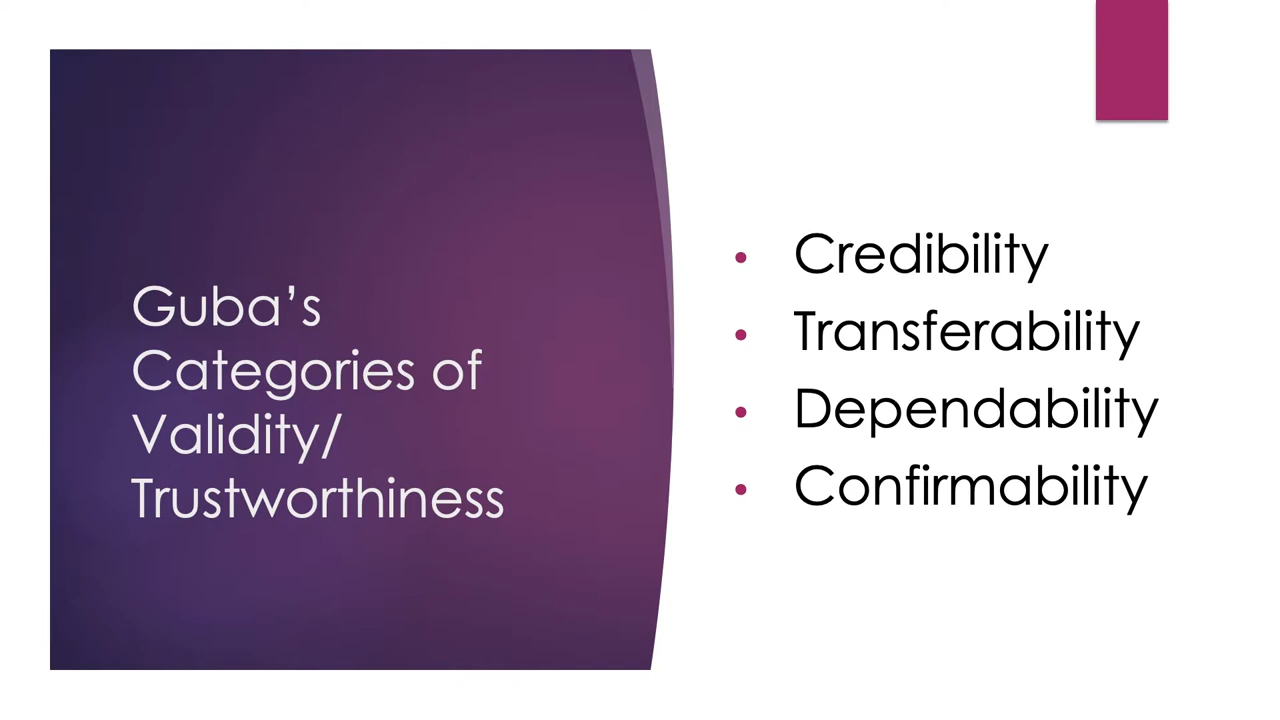 Guba’s
Categories of
Validity/
Trustworthiness
• Credibility
• Transferability
• Dependability
• Confirmability